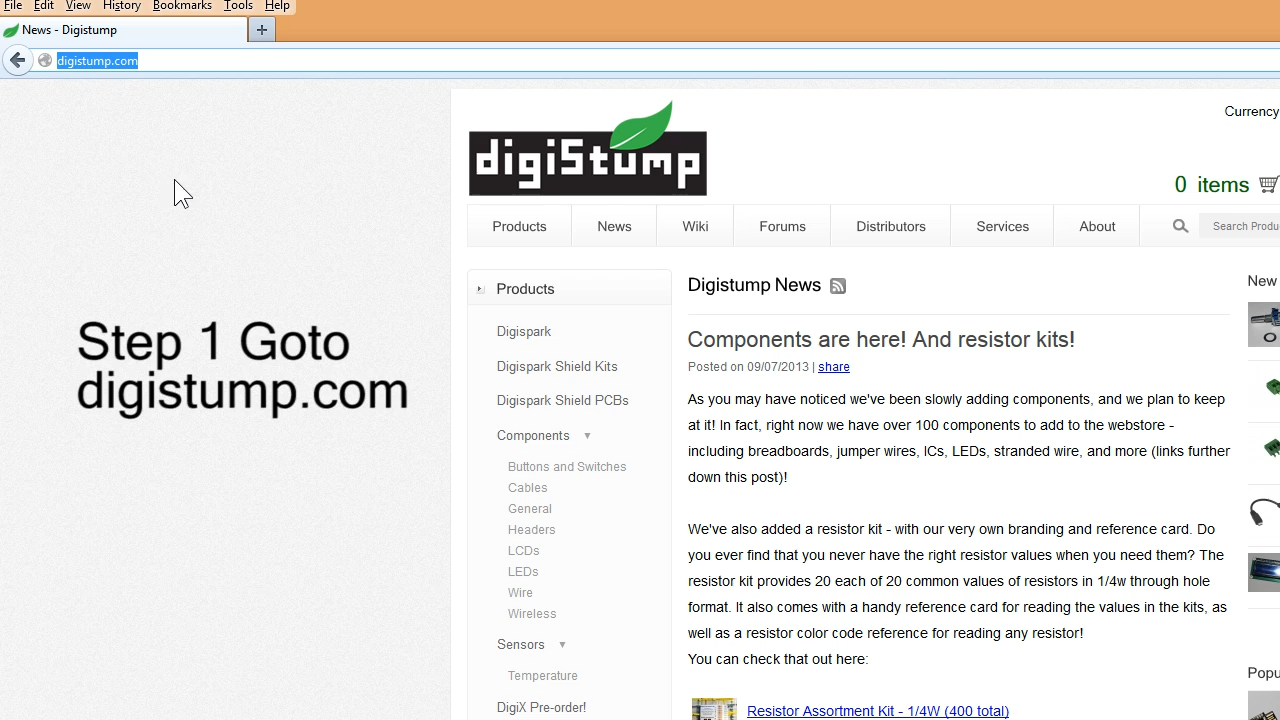 File Edit View History Bookmarks Tools Help
News - Digistump
digistump.com
digiStump
Currency
0 items
Products News Wiki Forums Distributors Services About
Products
Digispark
Digispark Shield Kits
Digispark Shield PCBs
Components
Buttons and Switches
Cables
General
Headers
LCDs
LEDs
Wire
Wireless
Sensors
Temperature
DigiX Pre-order!
Step 1 Goto
digistump.com
Digistump News
Components are here! And resistor kits!
Posted on 09/07/2013 | share
As you may have noticed we've been slowly adding components, and we plan to keep
at it! In fact, right now we have over 100 components to add to the webstore -
including breadboards, jumper wires, ICs, LEDs, stranded wire, and more (links further
down this post)!
We've also added a resistor kit - with our very own branding and reference card. Do
you ever find that you never have the right resistor values when you need them? The
resistor kit provides 20 each of 20 common values of resistors in 1/4w through hole
format. It also comes with a handy reference card for reading the values in the kits, as
well as a resistor color code reference for reading any resistor!
You can check that out here:
Resistor Assortment Kit - 1/4W (400 total)
Search Produ
New
Popu